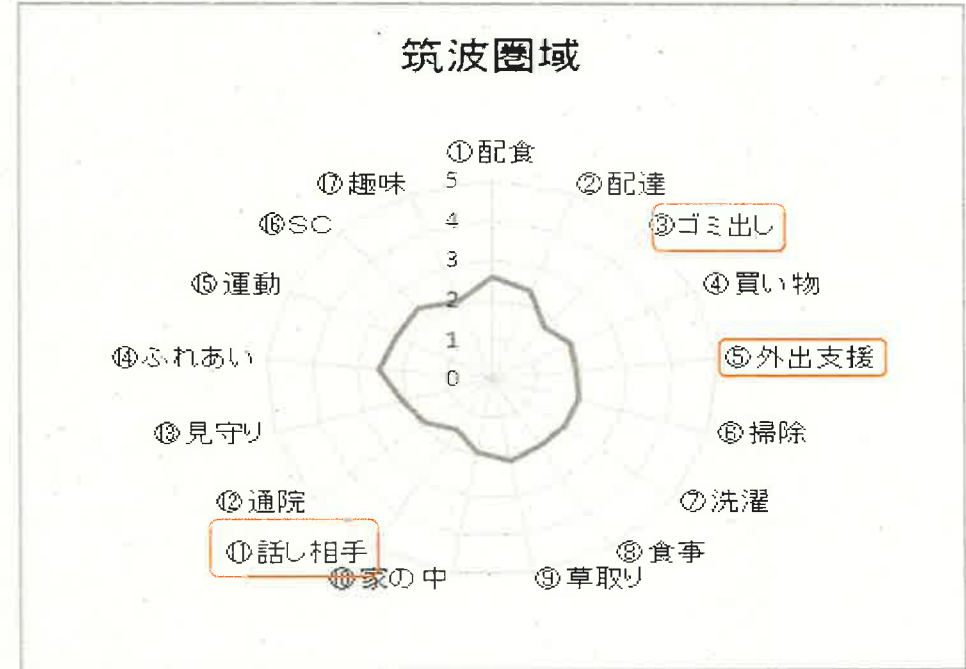 筑波圏域
①配食
②配達
③ゴミ出し
④買い物
⑤外出支援
⑥掃除
⑦洗濯
⑧食事
⑨草取り
⑩家の中
⑪話し相手
⑫通院
⑬見守り
⑭ふれあい
⑮運動
⑯SC
⑰趣味
5
4
3
2
1
0